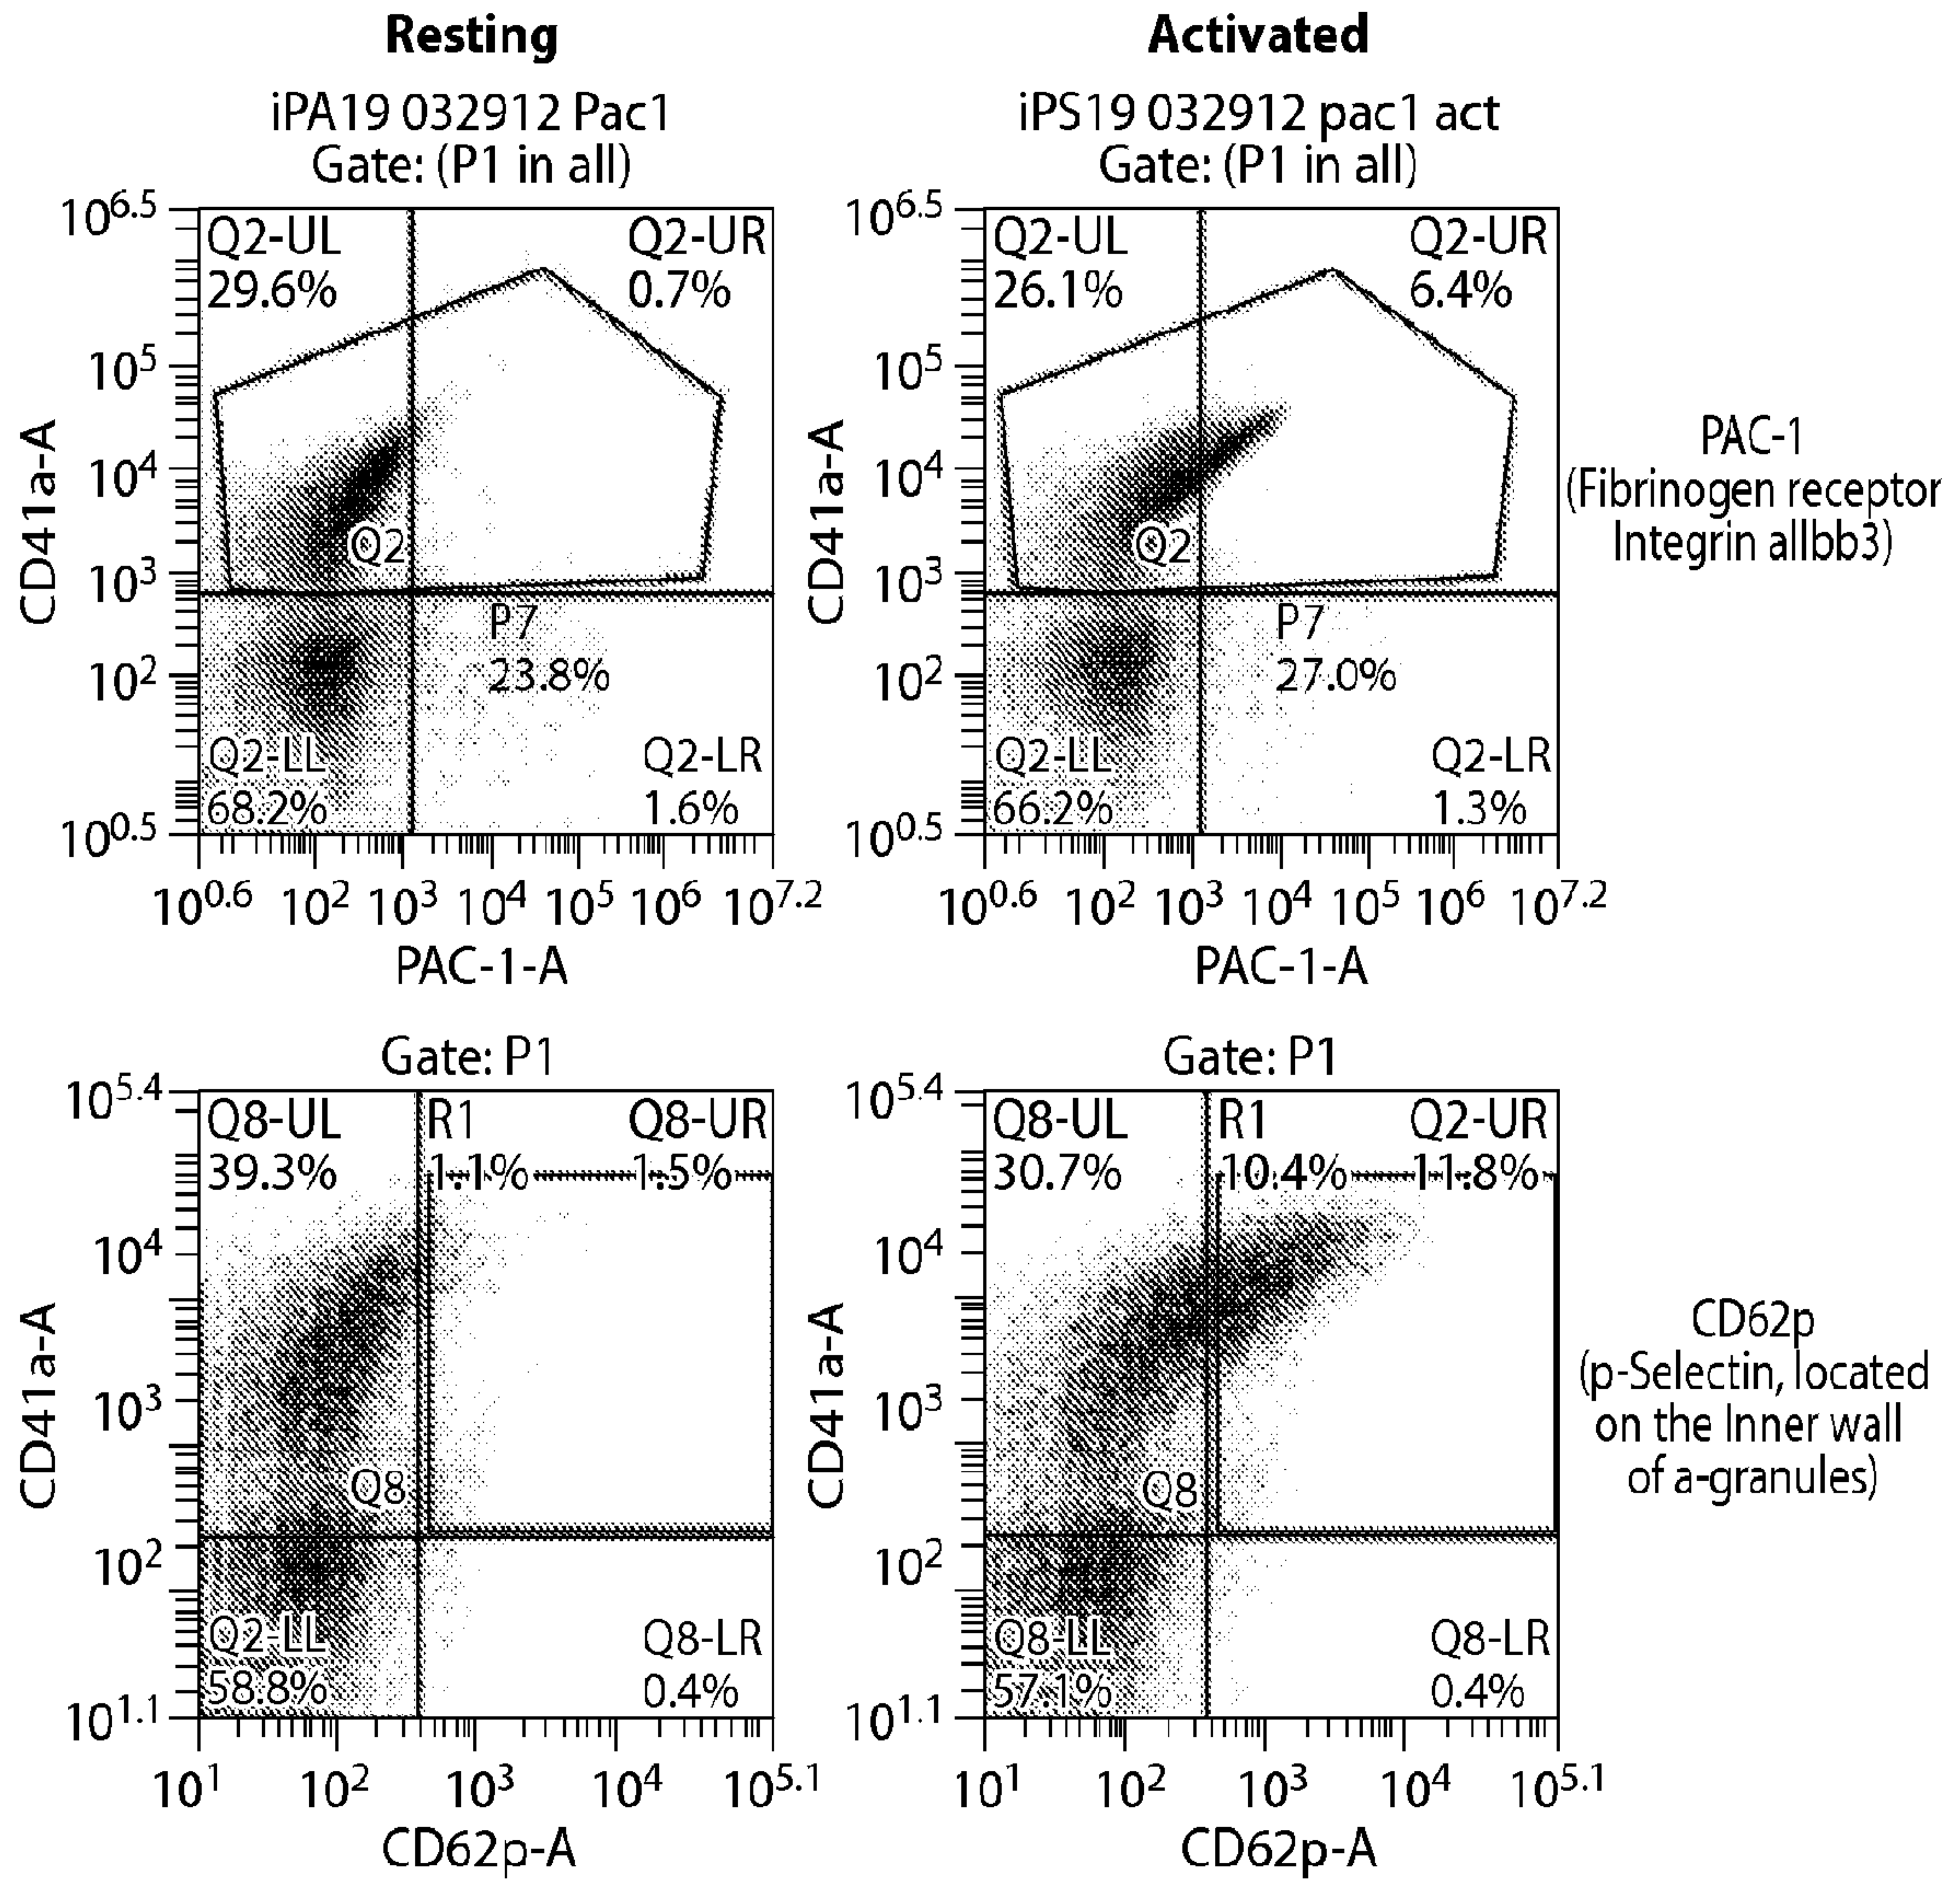 Resting
iPA19 032912 Pac1
Gate: (P1 in all)
10^6.5
10^5
10^4
10^3
10^2
10^0.5
CD41a-A
Q2-UL
29.6%
Q2-UR
0.7%
Q2
P7
23.8%
Q2-LL
68.2%
Q2-LR
1.6%
10^0.6 10^2 10^3 10^4 10^5 10^6 10^7.2
PAC-1-A
Activated
iPS19 032912 pac1 act
Gate: (P1 in all)
10^6.5
10^5
10^4
10^3
10^2
10^0.5
CD41a-A
Q2-UL
26.1%
Q2-UR
6.4%
Q2
P7
27.0%
Q2-LL
66.2%
Q2-LR
1.3%
10^0.6 10^2 10^3 10^4 10^5 10^6 10^7.2
PAC-1-A
PAC-1
(Fibrinogen receptor
Integrin allbb3)
Gate: P1
10^5.4
10^4
10^3
10^2
10^1.1
CD41a-A
Q8-UL
39.3%
R1
1.1%
Q8-UR
1.5%
Q8
Q2-LL
58.8%
Q8-LR
0.4%
10^1 10^2 10^3 10^4 10^5.1
CD62p-A
Gate: P1
10^5.4
10^4
10^3
10^2
10^1.1
CD41a-A
Q8-UL
30.7%
R1
10.4%
Q2-UR
11.8%
Q8
Q8-LL
57.1%
Q8-LR
0.4%
10^1 10^2 10^3 10^4 10^5.1
CD62p-A
CD62p
(p-Selectin, located
on the Inner wall
of a-granules)